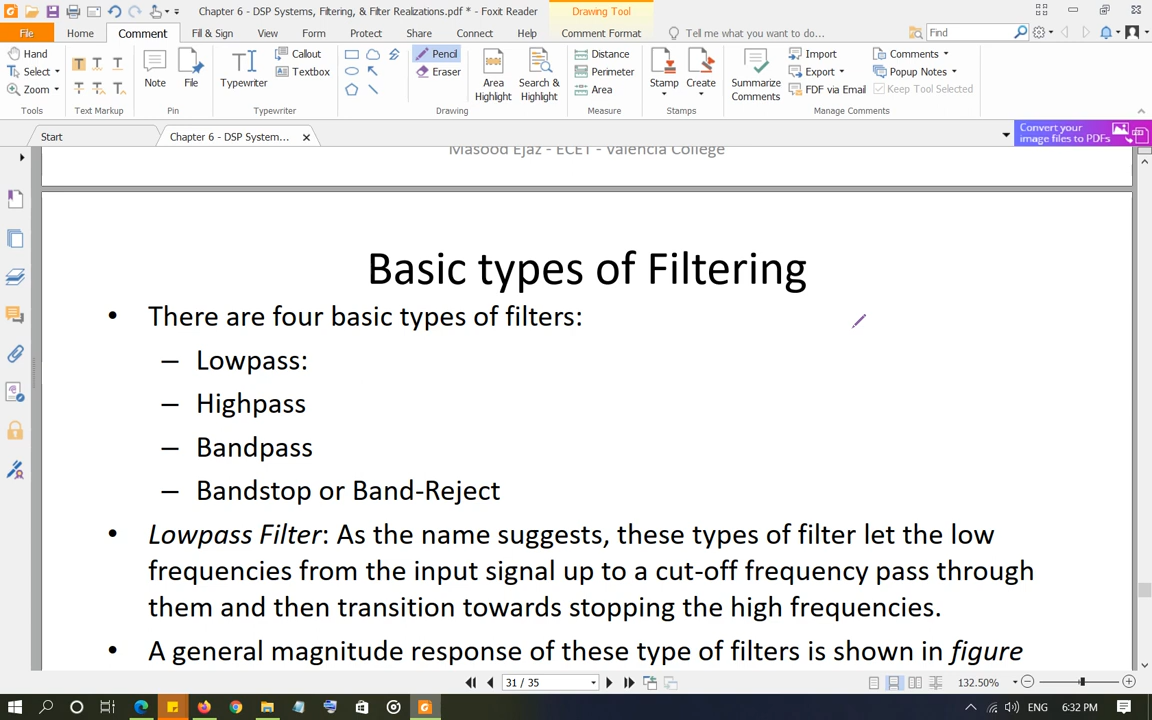 Chapter 6 - DSP Systems, Filtering, & Filter Realizations.pdf * - Foxit Reader
Drawing Tool
File Home Comment Fill & Sign View Form Protect Share Connect Help Comment Format Tell me what you want to do... Find
Hand
Select
Zoom
Tools
Text Markup
Note
File
Pin
Typewriter
Callout
Textbox
Typewriter
Pencil
Eraser
Drawing
Area Highlight
Search & Highlight
Distance
Perimeter
Area
Measure
Stamp
Create
Stamps
Summarize Comments
Import
Export
FDF via Email
Comments
Popup Notes
Keep Tool Selected
Manage Comments
Start
Chapter 6 - DSP System...
Convert your
image files to PDFs
Masood Ejaz - ECET - Valencia College
Basic types of Filtering
• There are four basic types of filters:
– Lowpass:
– Highpass
– Bandpass
– Bandstop or Band-Reject
• Lowpass Filter: As the name suggests, these types of filter let the low
frequencies from the input signal up to a cut-off frequency pass through
them and then transition towards stopping the high frequencies.
• A general magnitude response of these type of filters is shown in figure
31 / 35
132.50%
ENG 6:32 PM